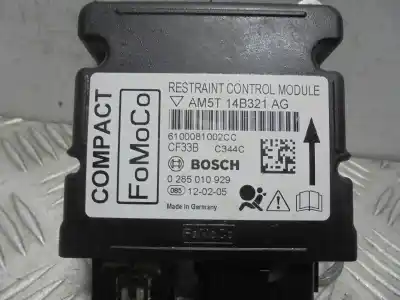 COMPACT
FoMoCo
RESTRAINT CONTROL MODULE
AM5T 14B321 AG
6100081002CC
CF33B C344C
BOSCH
0 285 010 929
085 12-02-05
Made in Germany
FoMoCo